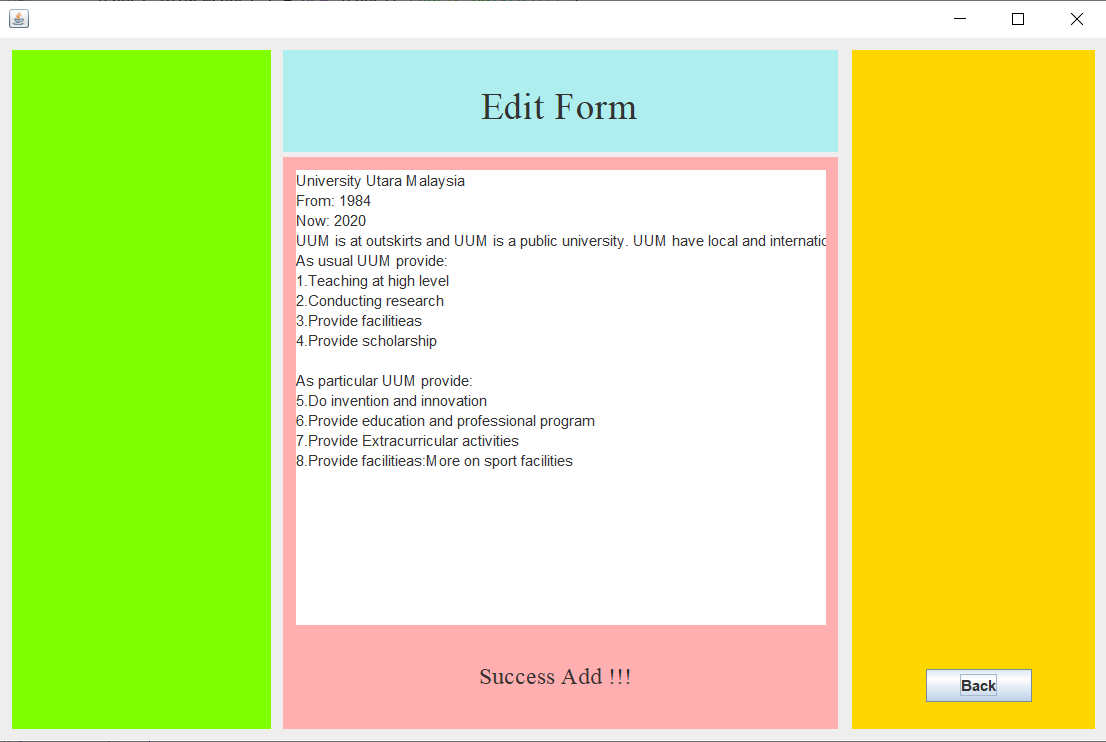 Edit Form
University Utara Malaysia
From: 1984
Now: 2020
UUM is at outskirts and UUM is a public university. UUM have local and internatic
As usual UUM provide:
1.Teaching at high level
2.Conducting research
3.Provide facilitieas
4.Provide scholarship
As particular UUM provide:
5.Do invention and innovation
6.Provide education and professional program
7.Provide Extracurricular activities
8.Provide facilitieas:More on sport facilities
Success Add !!!
Back